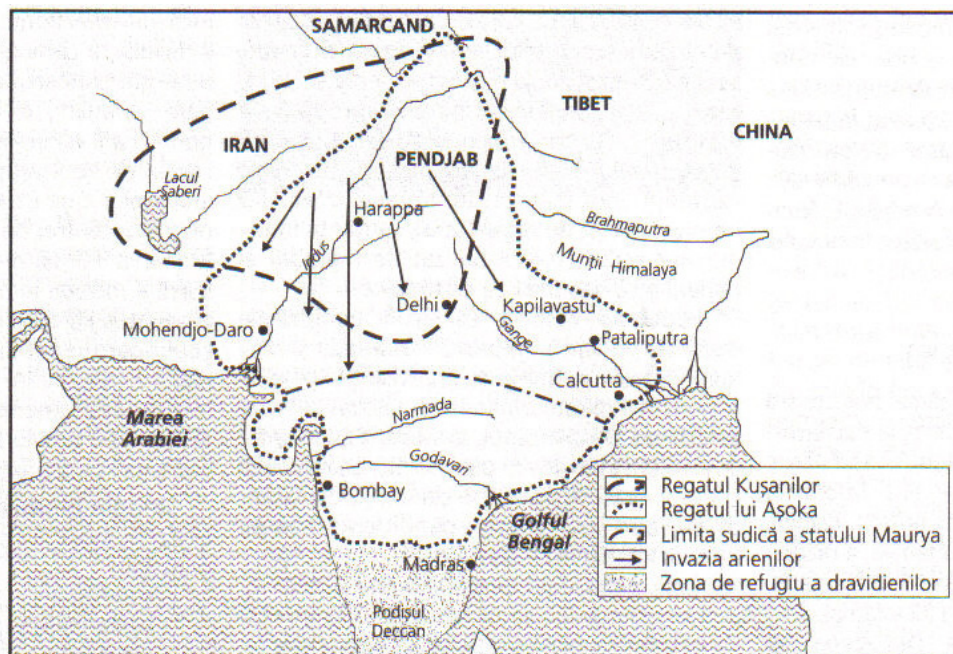 SAMARCAND
TIBET
CHINA
IRAN
PENDJAB
Lacul
Saberi
Harappa
Brahmaputra
Indus
Munții Himalaya
Delhi
Kapilavastu
Mohendjo-Daro
Gange
Pataliputra
Calcutta
Marea
Arabiei
Narmada
Godavari
Bombay
Golful
Bengal
Madras
Podișul
Deccan
Regatul Kușanilor
Regatul lui Așoka
Limita sudică a statului Maurya
Invazia arienilor
Zona de refugiu a dravidienilor